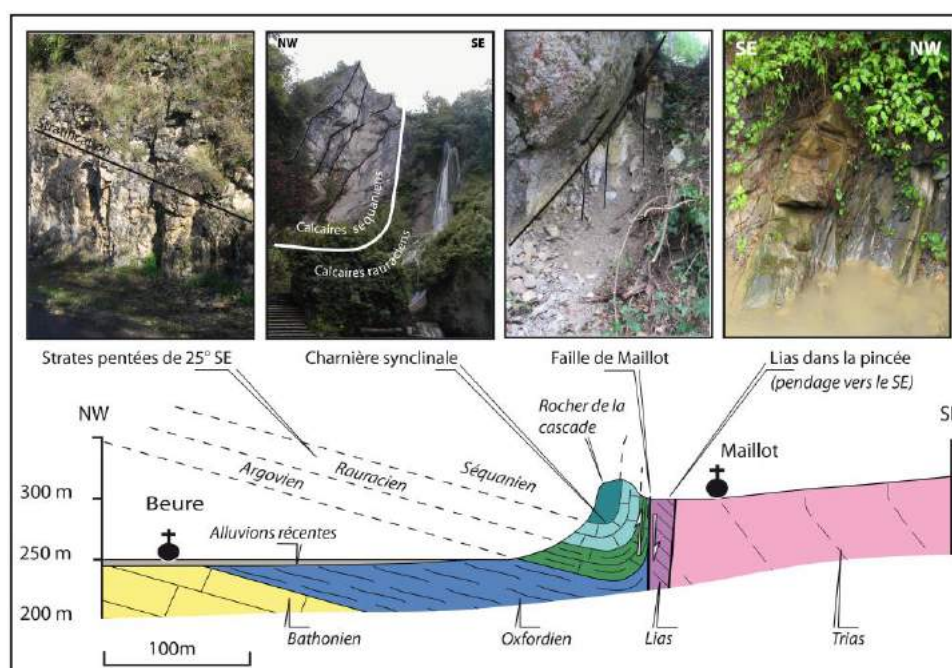 Stratification
NW SE
Calcaires séquaniens
Calcaires rauraciens
SE NW
Strates pentées de 25° SE
Charnière synclinale
Faille de Maillot
Lias dans la pincée
(pendage vers le SE)
NW
Rocher de la
cascade
Maillot
Argovien
Rauracien
Séquanien
300 m
Beure
Alluvions récentes
250 m
200 m
Bathonien
Oxfordien
Lias
Trias
100m